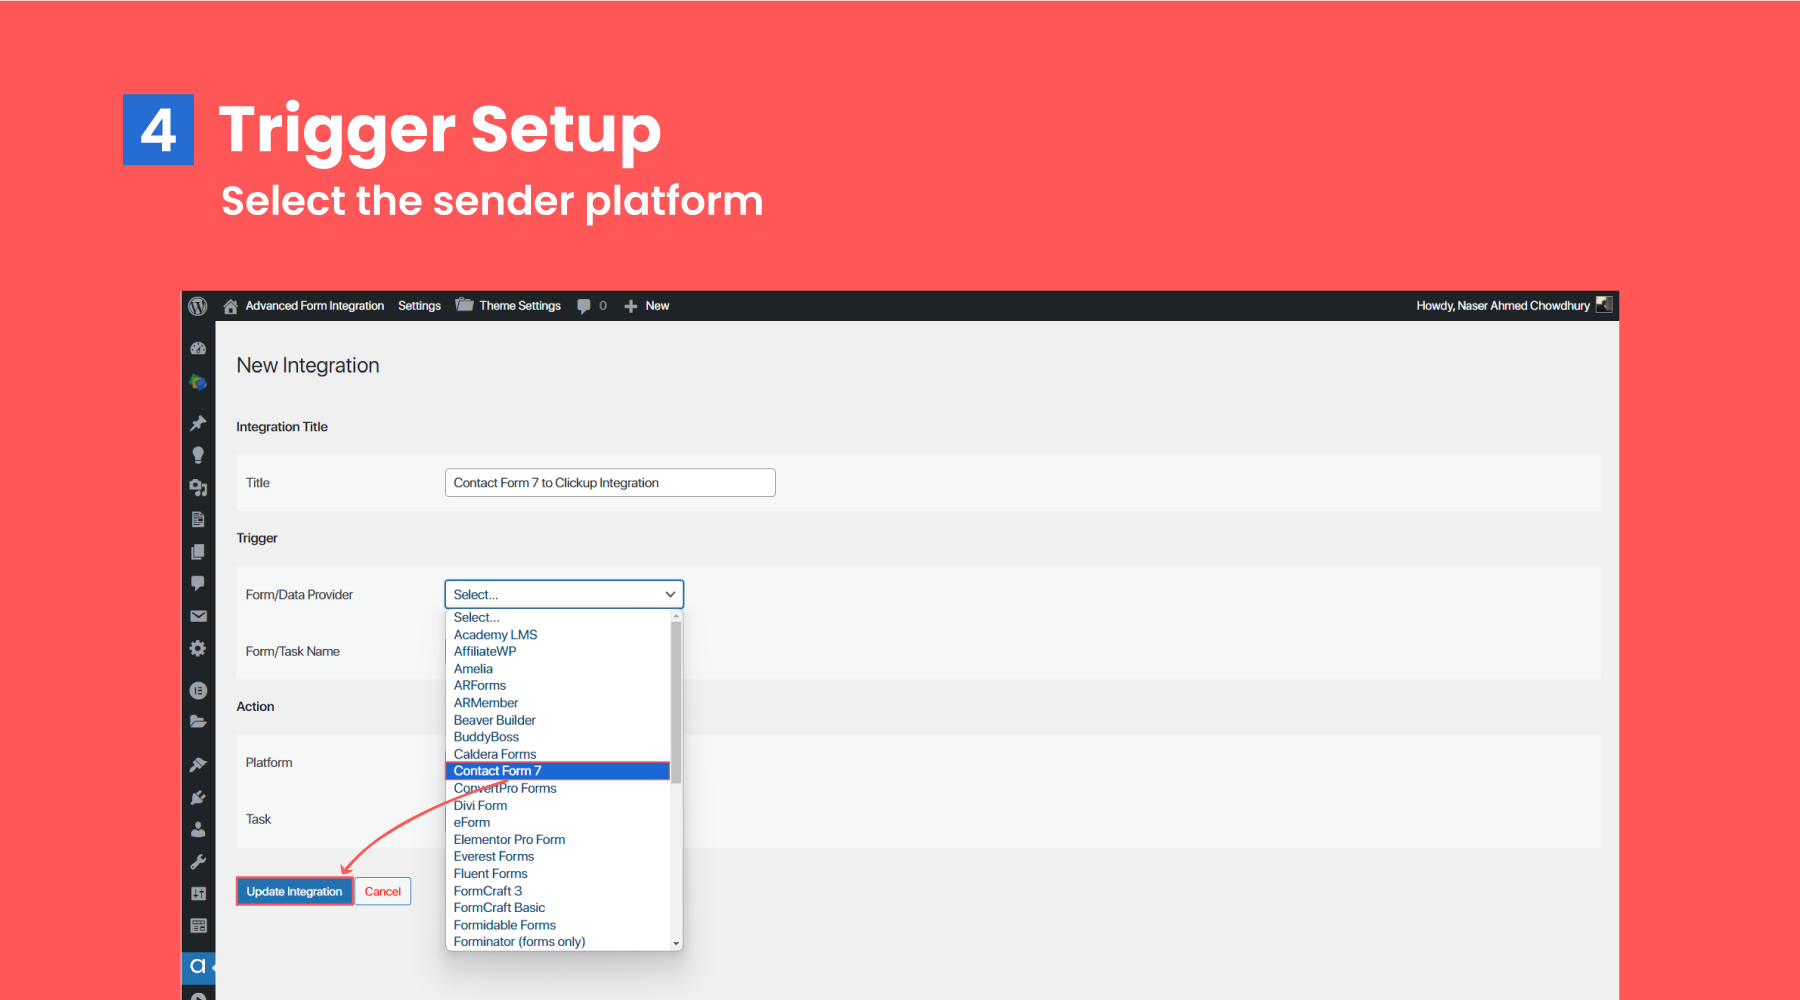 4 Trigger Setup
Select the sender platform
Advanced Form Integration Settings Theme Settings 0 New Howdy, Naser Ahmed Chowdhury
New Integration
Integration Title
Title Contact Form 7 to Clickup Integration
Trigger
Form/Data Provider Select...
Select...
Academy LMS
AffiliateWP
Form/Task Name
Amelia
ARForms
ARMember
Action
Beaver Builder
BuddyBoss
Caldera Forms
Platform
Contact Form 7
ConvertPro Forms
Divi Form
Task
eForm
Elementor Pro Form
Everest Forms
Fluent Forms
Update Integration Cancel
FormCraft 3
FormCraft Basic
Formidable Forms
Forminator (forms only)
a